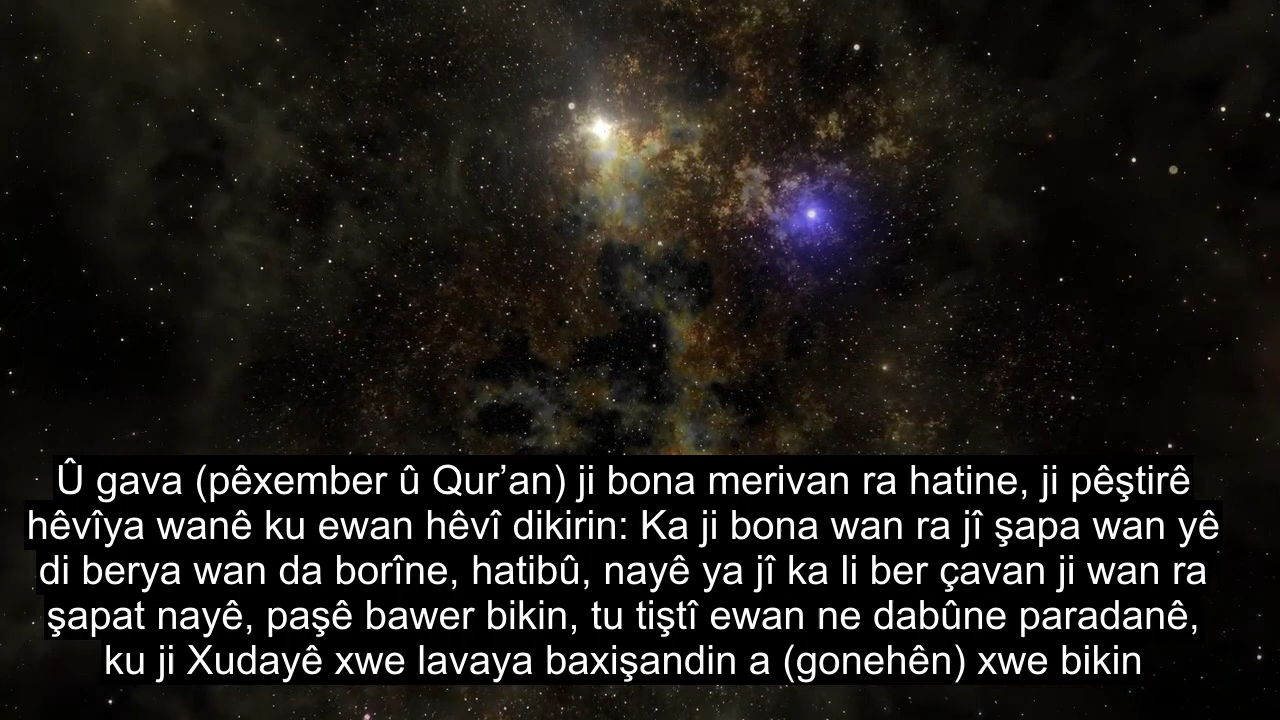 Û gava (pêxember û Qur’an) ji bona merivan ra hatine, ji pêştirê
hêvîya wanê ku ewan hêvî dikirin: Ka ji bona wan ra jî şapa wan yê
di berya wan da borîne, hatibû, nayê ya jî ka li ber çavan ji wan ra
şapat nayê, paşê bawer bikin, tu tiştî ewan ne dabûne paradanê,
ku ji Xudayê xwe lavaya baxişandin a (gonehên) xwe bikin